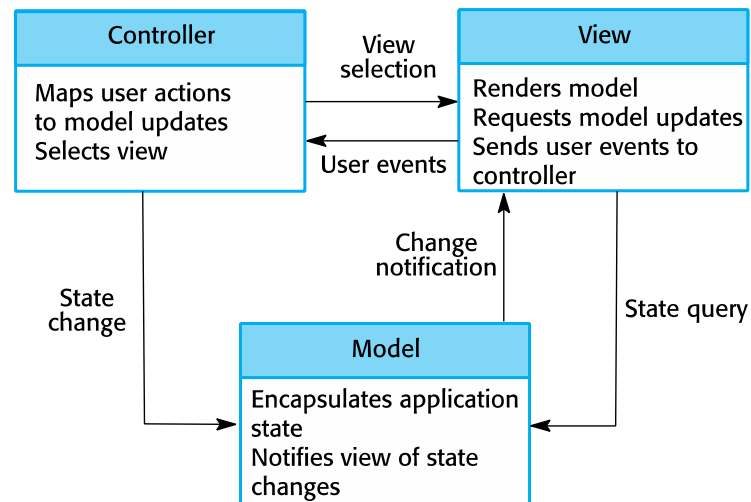 Controller
Maps user actions
to model updates
Selects view
View
selection
User events
View
Renders model
Requests model updates
Sends user events to
controller
State
change
Change
notification
State query
Model
Encapsulates application
state
Notifies view of state
changes